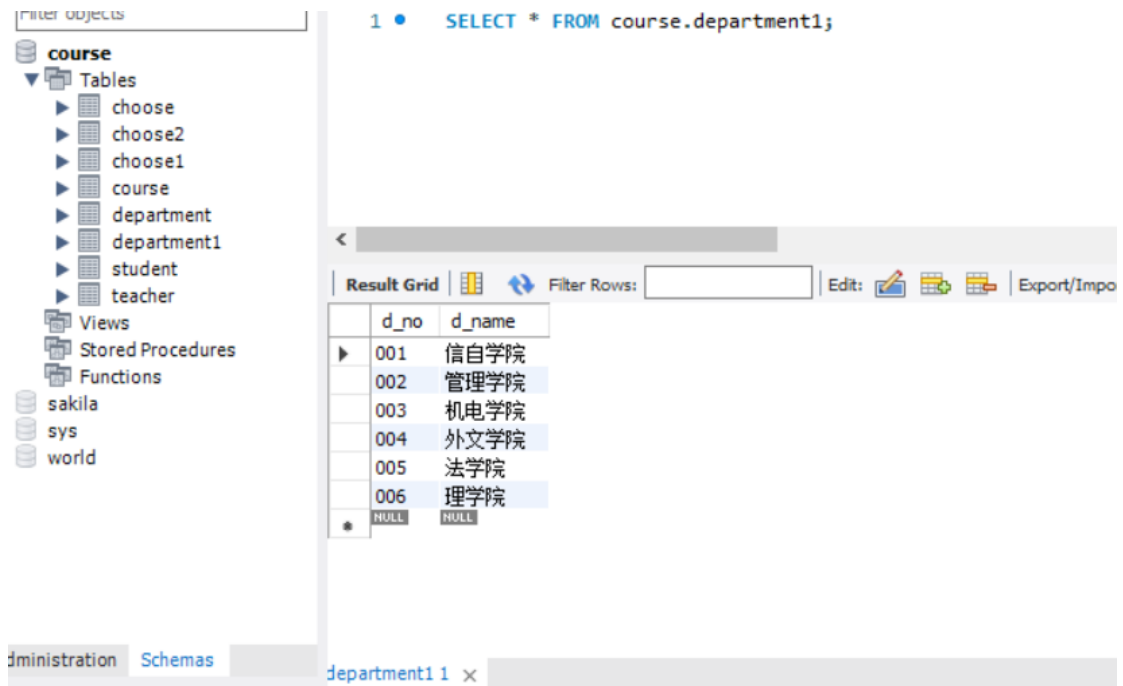 Filter objects
course
Tables
choose
choose2
choose1
course
department
department1
student
teacher
Views
Stored Procedures
Functions
sakila
sys
world
dministration Schemas
1 SELECT * FROM course.department1;
Result Grid Filter Rows: Edit: Export/Impo
d_no d_name
001 信自学院
002 管理学院
003 机电学院
004 外文学院
005 法学院
006 理学院
NULL NULL
department1 1